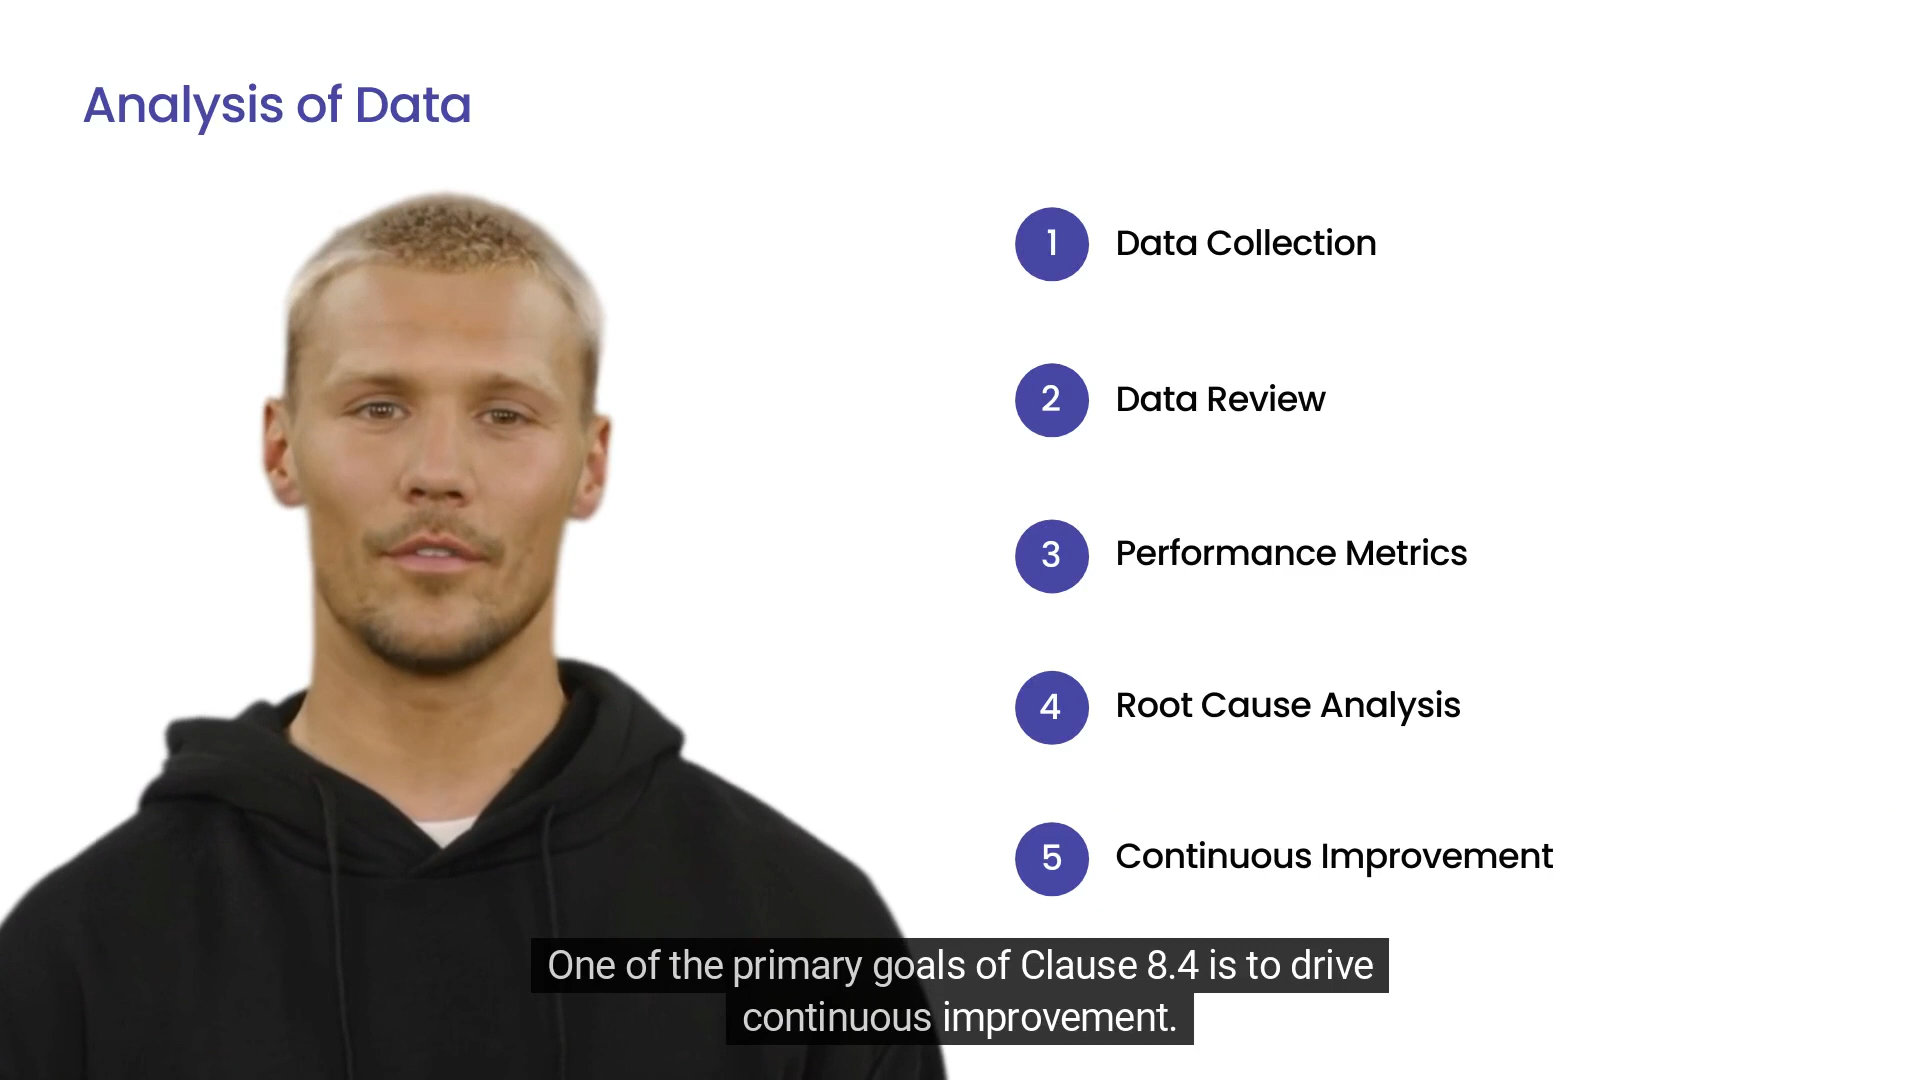 Analysis of Data
1 Data Collection
2 Data Review
3 Performance Metrics
4 Root Cause Analysis
5 Continuous Improvement
One of the primary goals of Clause 8.4 is to drive
continuous improvement.